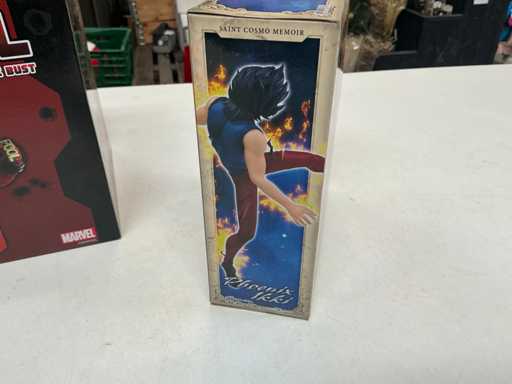 SAINT COSMO MEMOIR
BUST
MARVEL
Phoenix
Ikki